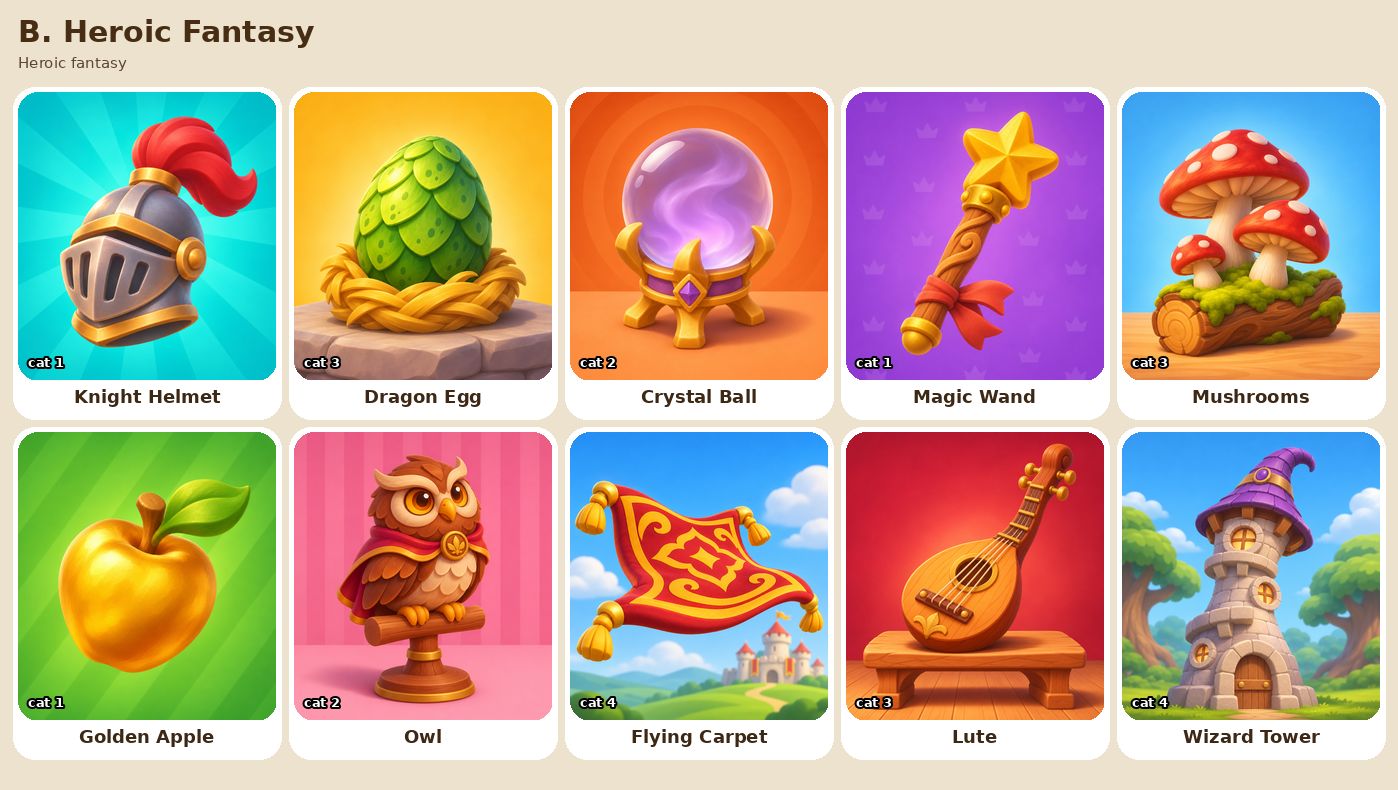 B. Heroic Fantasy
Heroic fantasy
cat 1
cat 3
cat 2
cat 1
cat 3
Knight Helmet
Dragon Egg
Crystal Ball
Magic Wand
Mushrooms
cat 1
cat 2
cat 4
cat 3
cat 4
Golden Apple
Owl
Flying Carpet
Lute
Wizard Tower